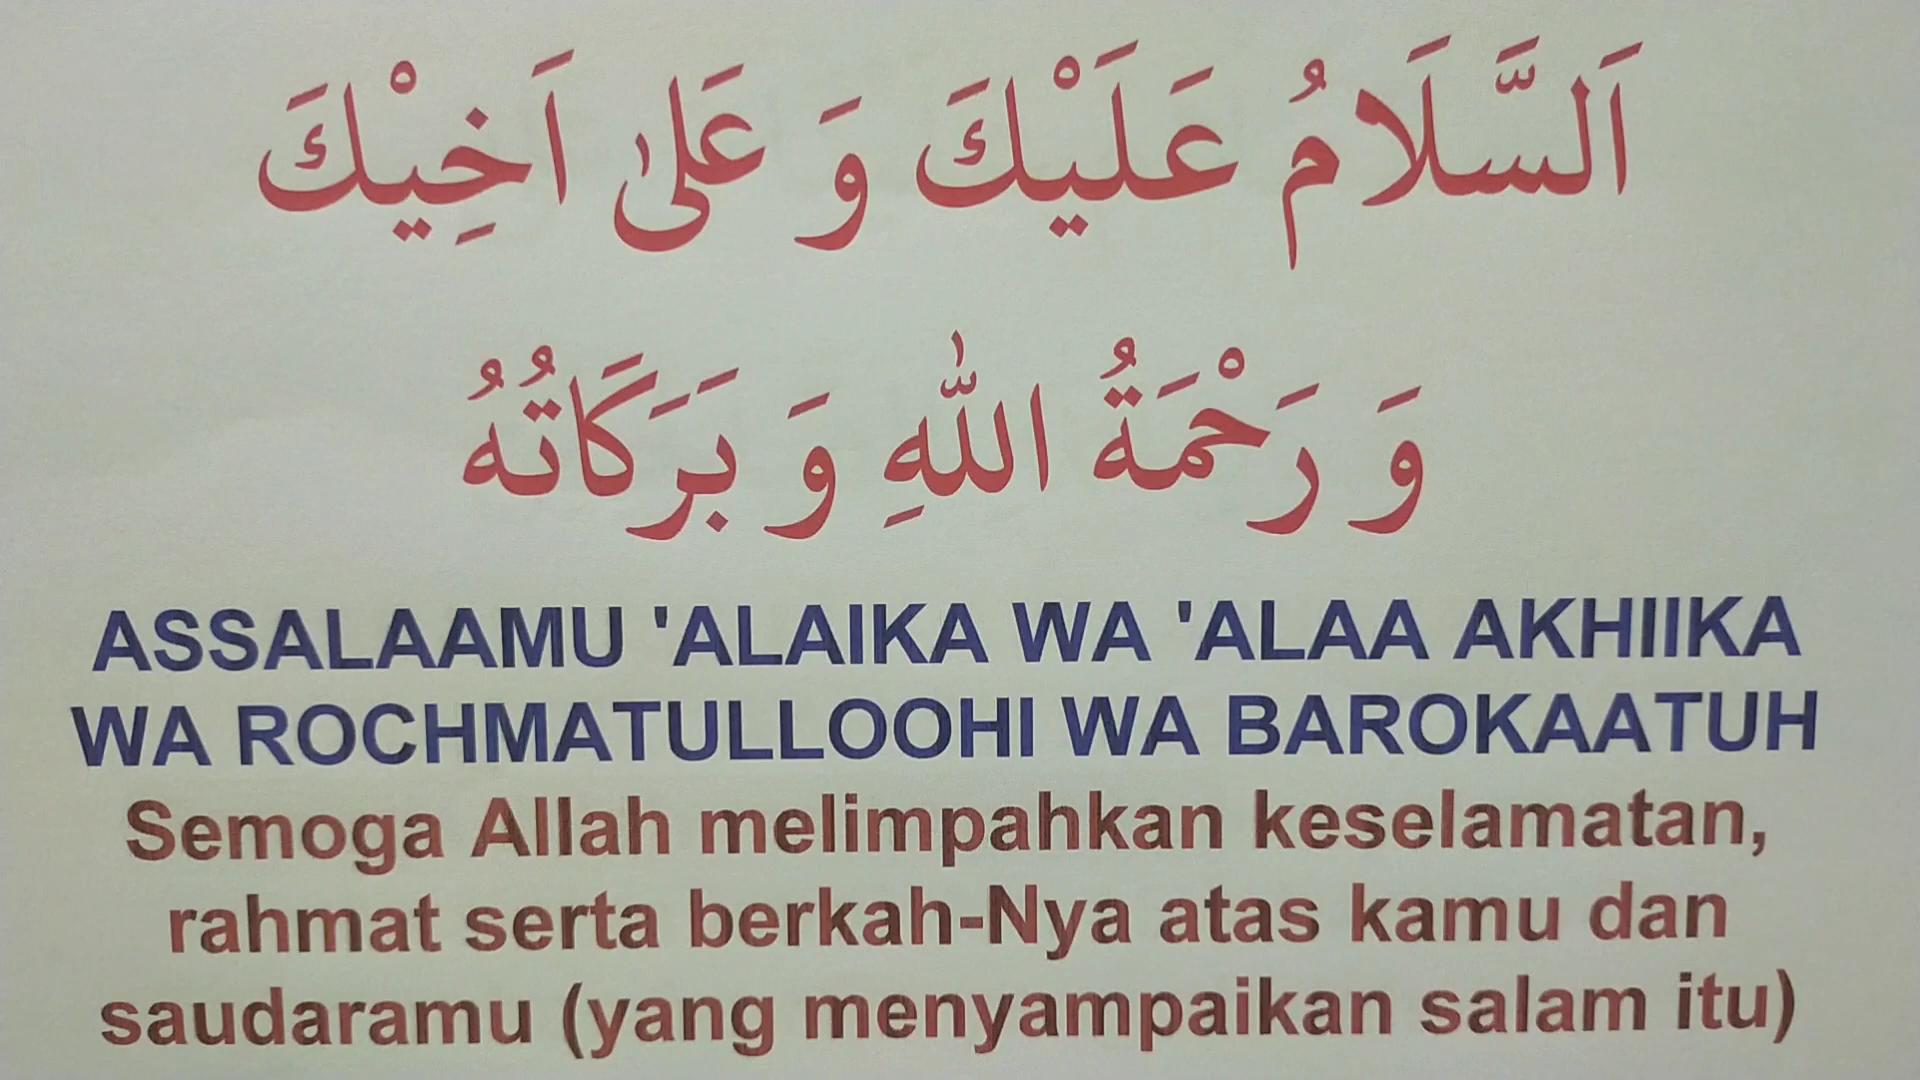 اَلسَّلَامُ عَلَيْكَ وَ عَلىٰ اَخِيْكَ
وَ رَحْمَةُ اللّٰهِ وَ بَرَكَاتُهُ
ASSALAAMU 'ALAIKA WA 'ALAA AKHIIKA
WA ROCHMATULLOOHI WA BAROKAATUH
Semoga Allah melimpahkan keselamatan,
rahmat serta berkah-Nya atas kamu dan
saudaramu (yang menyampaikan salam itu)